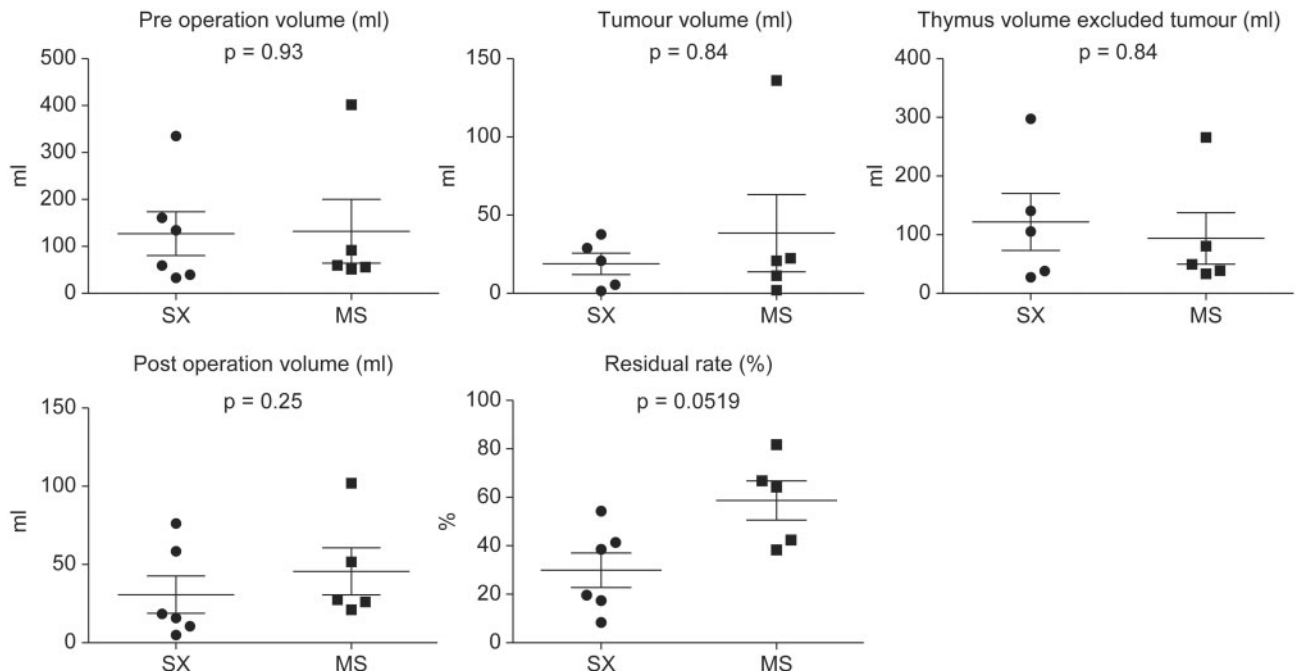 Pre operation volume (ml)
p = 0.93
500
400
300
200
100
0
ml
SX
MS
Tumour volume (ml)
p = 0.84
150
100
50
0
ml
SX
MS
Thymus volume excluded tumour (ml)
p = 0.84
400
300
200
100
0
ml
SX
MS
Post operation volume (ml)
p = 0.25
150
100
50
0
ml
SX
MS
Residual rate (%)
p = 0.0519
100
80
60
40
20
0
%
SX
MS